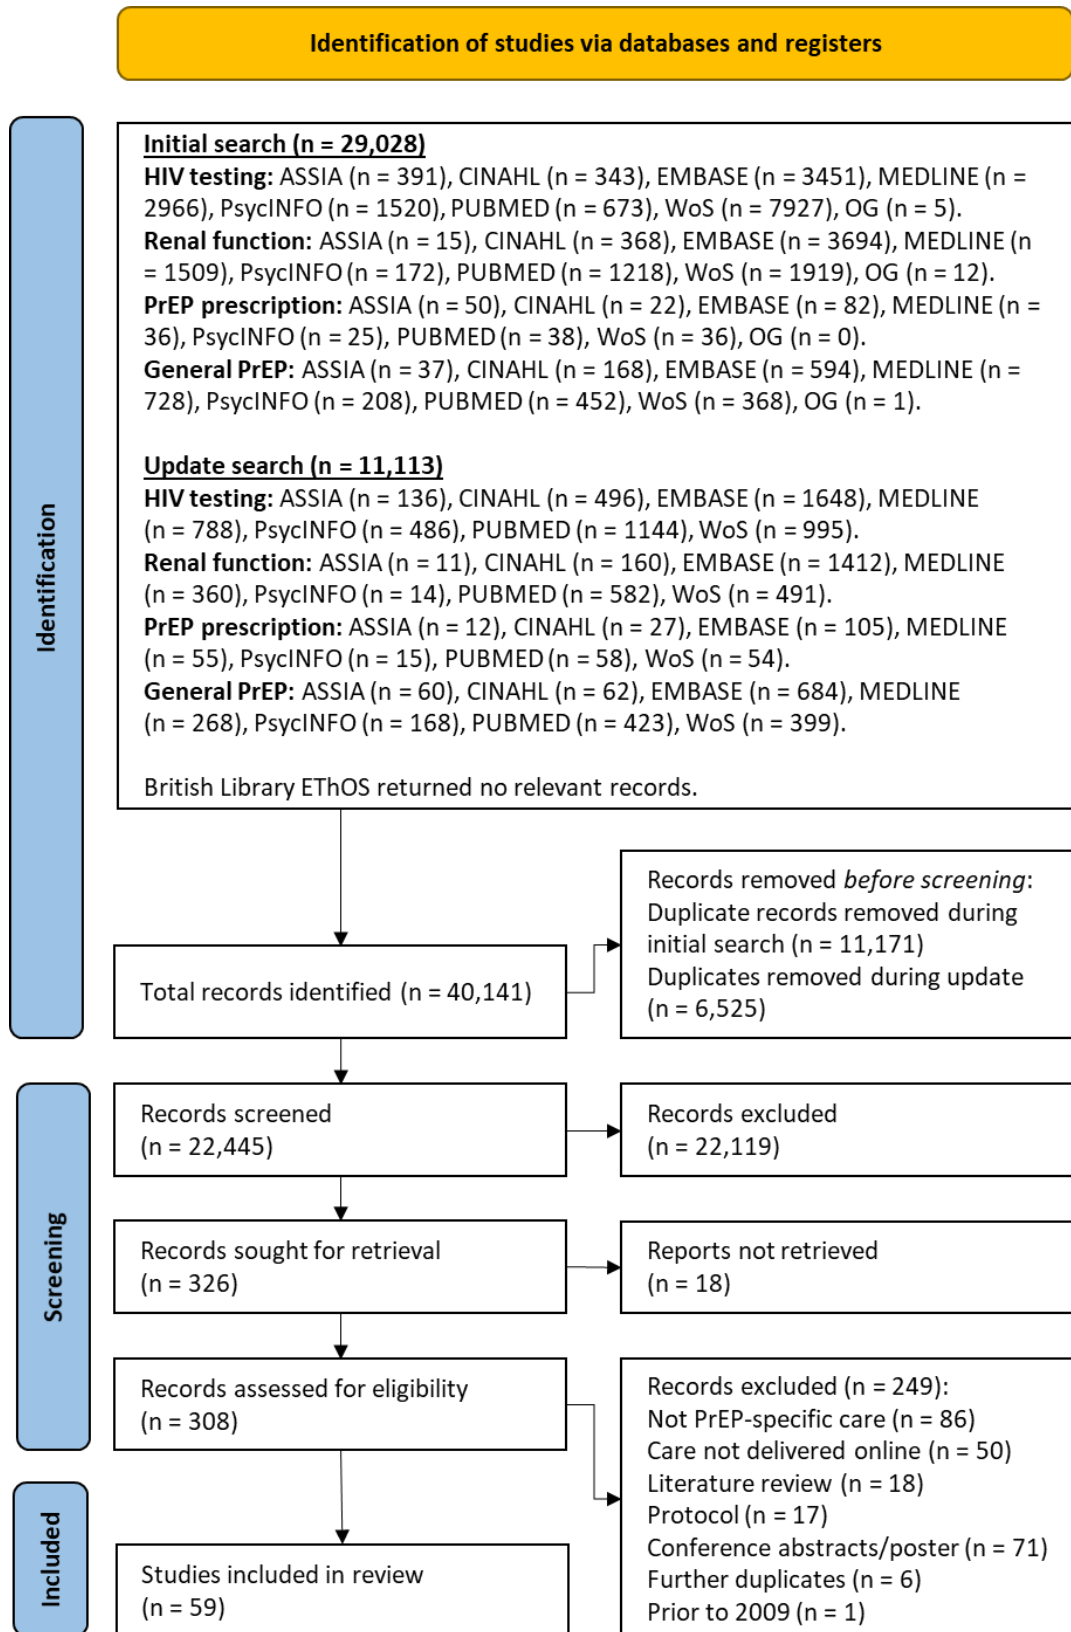 Identification of studies via databases and registers
Identification
Initial search (n = 29,028)
HIV testing: ASSIA (n = 391), CINAHL (n = 343), EMBASE (n = 3451), MEDLINE (n =
2966), PsycINFO (n = 1520), PUBMED (n = 673), WoS (n = 7927), OG (n = 5).
Renal function: ASSIA (n = 15), CINAHL (n = 368), EMBASE (n = 3694), MEDLINE (n
= 1509), PsycINFO (n = 172), PUBMED (n = 1218), WoS (n = 1919), OG (n = 12).
PrEP prescription: ASSIA (n = 50), CINAHL (n = 22), EMBASE (n = 82), MEDLINE (n =
36), PsycINFO (n = 25), PUBMED (n = 38), WoS (n = 36), OG (n = 0).
General PrEP: ASSIA (n = 37), CINAHL (n = 168), EMBASE (n = 594), MEDLINE (n =
728), PsycINFO (n = 208), PUBMED (n = 452), WoS (n = 368), OG (n = 1).
Update search (n = 11,113)
HIV testing: ASSIA (n = 136), CINAHL (n = 496), EMBASE (n = 1648), MEDLINE
(n = 788), PsycINFO (n = 486), PUBMED (n = 1144), WoS (n = 995).
Renal function: ASSIA (n = 11), CINAHL (n = 160), EMBASE (n = 1412), MEDLINE
(n = 360), PsycINFO (n = 14), PUBMED (n = 582), WoS (n = 491).
PrEP prescription: ASSIA (n = 12), CINAHL (n = 27), EMBASE (n = 105), MEDLINE
(n = 55), PsycINFO (n = 15), PUBMED (n = 58), WoS (n = 54).
General PrEP: ASSIA (n = 60), CINAHL (n = 62), EMBASE (n = 684), MEDLINE
(n = 268), PsycINFO (n = 168), PUBMED (n = 423), WoS (n = 399).
British Library EThOS returned no relevant records.
Total records identified (n = 40,141)
Records removed before screening:
Duplicate records removed during
initial search (n = 11,171)
Duplicates removed during update
(n = 6,525)
Screening
Records screened
(n = 22,445)
Records excluded
(n = 22,119)
Records sought for retrieval
(n = 326)
Reports not retrieved
(n = 18)
Records assessed for eligibility
(n = 308)
Records excluded (n = 249):
Not PrEP-specific care (n = 86)
Care not delivered online (n = 50)
Literature review (n = 18)
Protocol (n = 17)
Conference abstracts/poster (n = 71)
Further duplicates (n = 6)
Prior to 2009 (n = 1)
Included
Studies included in review
(n = 59)